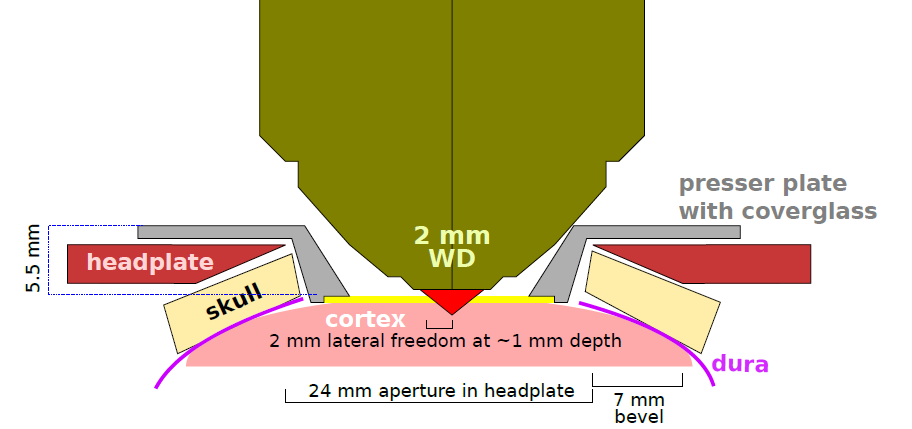 presser plate
with coverglass
2 mm
WD
5.5 mm
headplate
skull
cortex
2 mm lateral freedom at ~1 mm depth
dura
24 mm aperture in headplate
7 mm
bevel